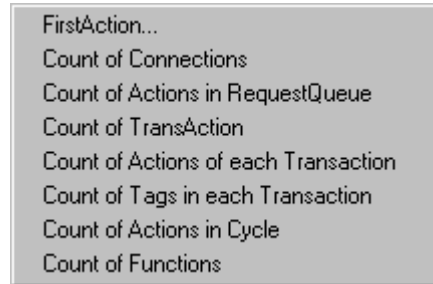 FirstAction...
Count of Connections
Count of Actions in RequestQueue
Count of TransAction
Count of Actions of each Transaction
Count of Tags in each Transaction
Count of Actions in Cycle
Count of Functions